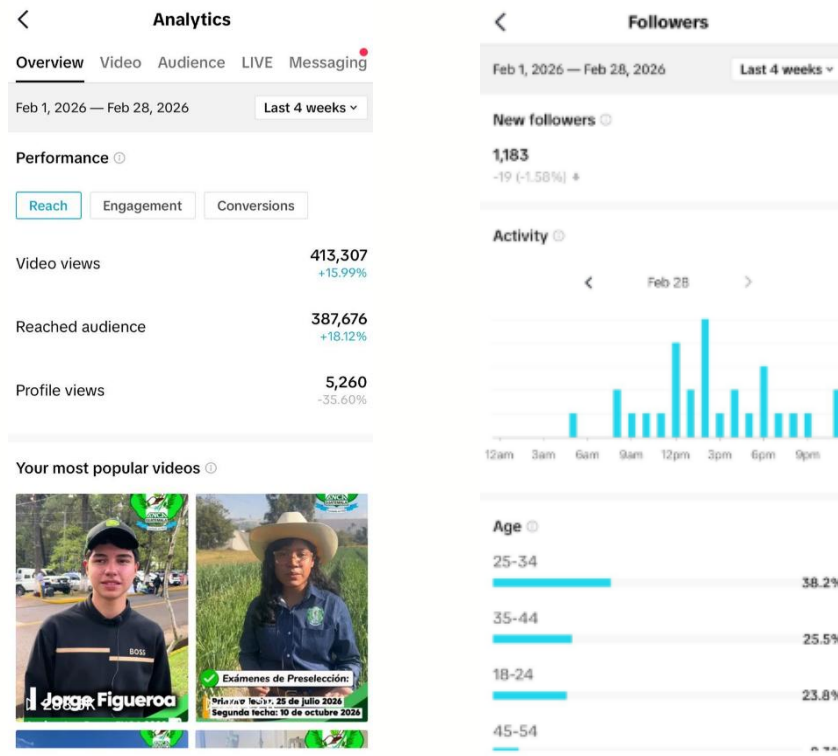 Analytics
Overview Video Audience LIVE Messaging
Feb 1, 2026 — Feb 28, 2026
Last 4 weeks
Performance
Reach
Engagement
Conversions
Video views
413,307
+15.99%
Reached audience
387,676
+18.12%
Profile views
5,260
-35.60%
Your most popular videos
BOSS
Jorge Figueroa
Exámenes de Preselección:
25 de julio 2026
Segunda fecha: 10 de octubre 2026
Followers
Feb 1, 2026 — Feb 28, 2026
Last 4 weeks
New followers
1,183
-19 (-1.58%)
Activity
Feb 28
12am 3am 6am 9am 12pm 3pm 6pm 9pm
Age
25-34
38.2%
35-44
25.5%
18-24
23.8%
45-54